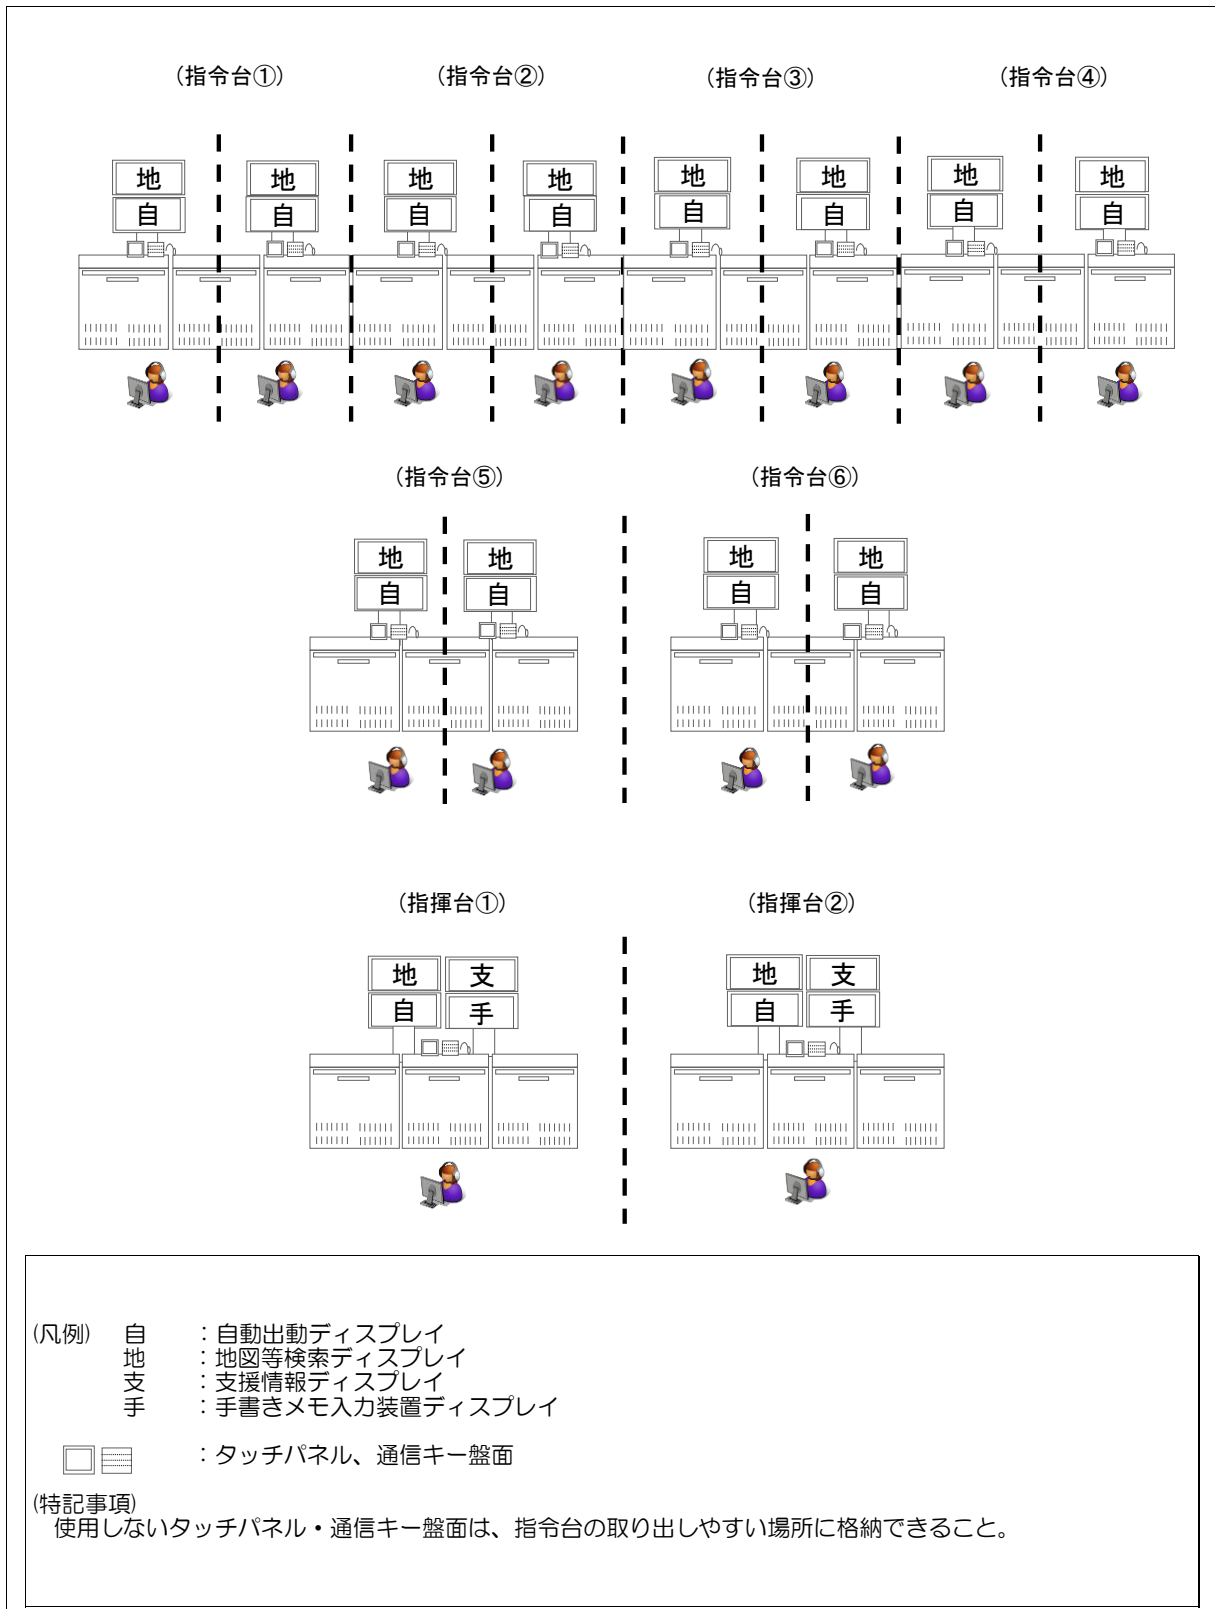 （指令台①） （指令台②） （指令台③） （指令台④）
地 地 地 地 地 地 地 地
自 自 自 自 自 自 自 自
（指令台⑤） （指令台⑥）
地 地 地 地
自 自 自 自
（指揮台①） （指揮台②）
地 支 地 支
自 手 自 手
(凡例) 自 ：自動出動ディスプレイ
地 ：地図等検索ディスプレイ
支 ：支援情報ディスプレイ
手 ：手書きメモ入力装置ディスプレイ
：タッチパネル、通信キー盤面
(特記事項)
使用しないタッチパネル・通信キー盤面は、指令台の取り出しやすい場所に格納できること。